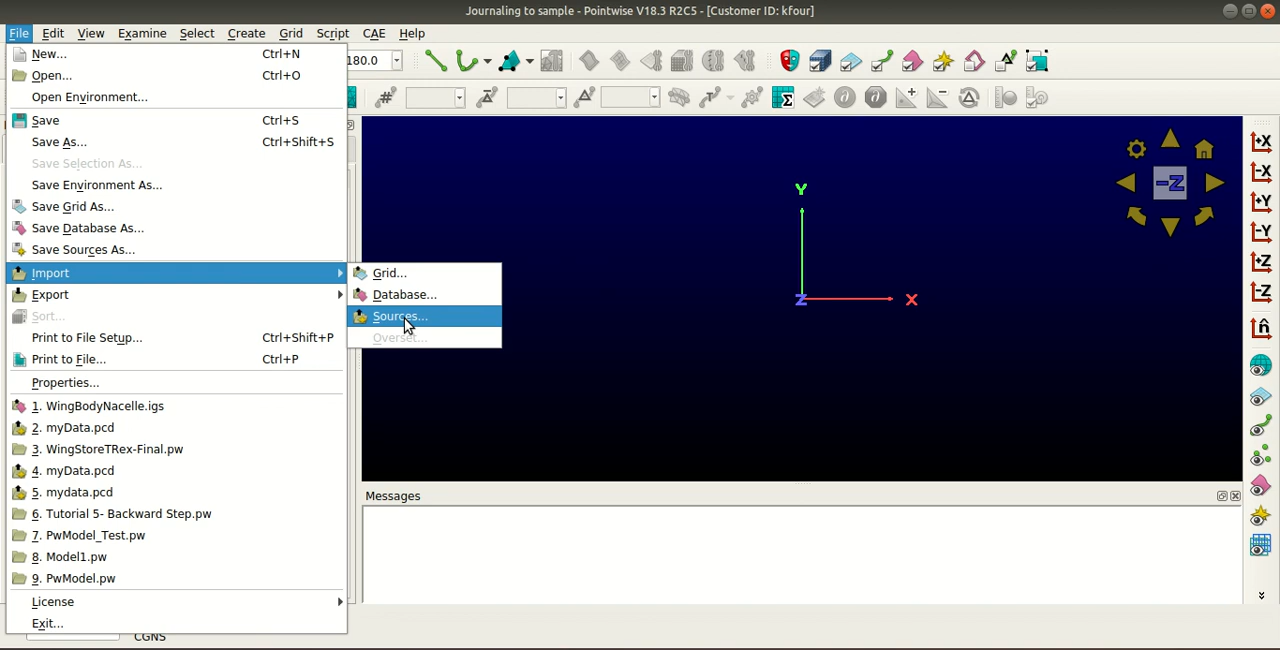 Journaling to sample - Pointwise V18.3 R2C5 - [Customer ID: kfour]
File Edit View Examine Select Create Grid Script CAE Help
New... Ctrl+N
180.0
Open... Ctrl+O
Open Environment...
Save Ctrl+S
Save As... Ctrl+Shift+S
Save Selection As...
Save Environment As...
Save Grid As...
Save Database As...
Save Sources As...
Import
Export
Sort...
Print to File Setup... Ctrl+Shift+P
Print to File... Ctrl+P
Properties...
1. WingBodyNacelle.igs
2. myData.pcd
3. WingStoreTRex-Final.pw
4. myData.pcd
5. mydata.pcd
6. Tutorial 5- Backward Step.pw
7. PwModel_Test.pw
8. Model1.pw
9. PwModel.pw
License
Exit...
CGNS
Grid...
Database...
Sources...
Overset...
Y
Z X
-Z
+X
-X
+Y
-Y
+Z
-Z
n̂
Messages